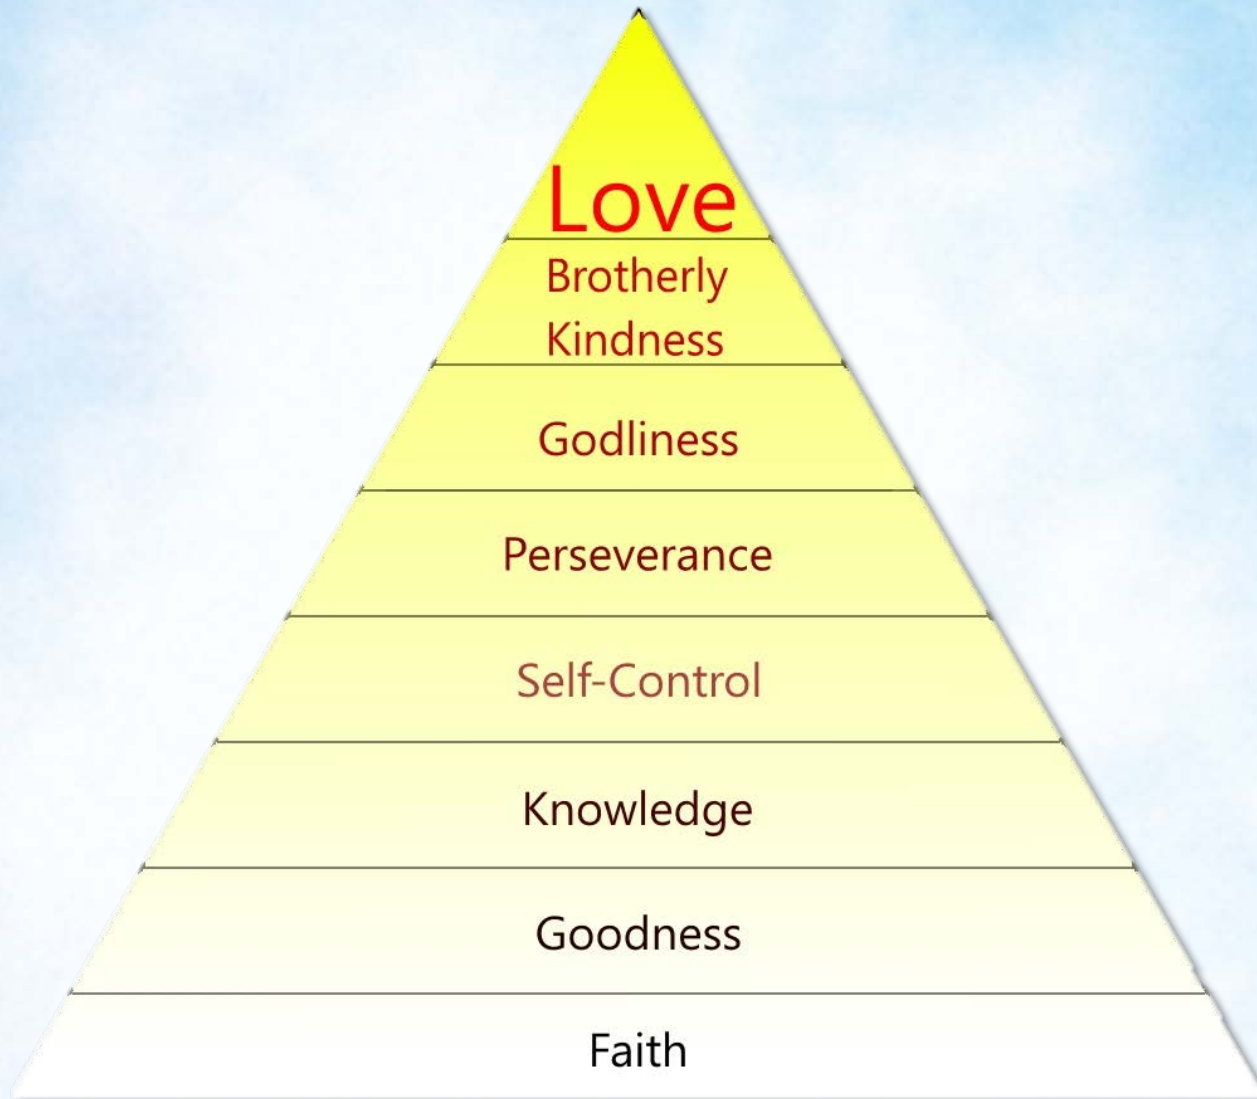 Love
Brotherly
Kindness
Godliness
Perseverance
Self-Control
Knowledge
Goodness
Faith